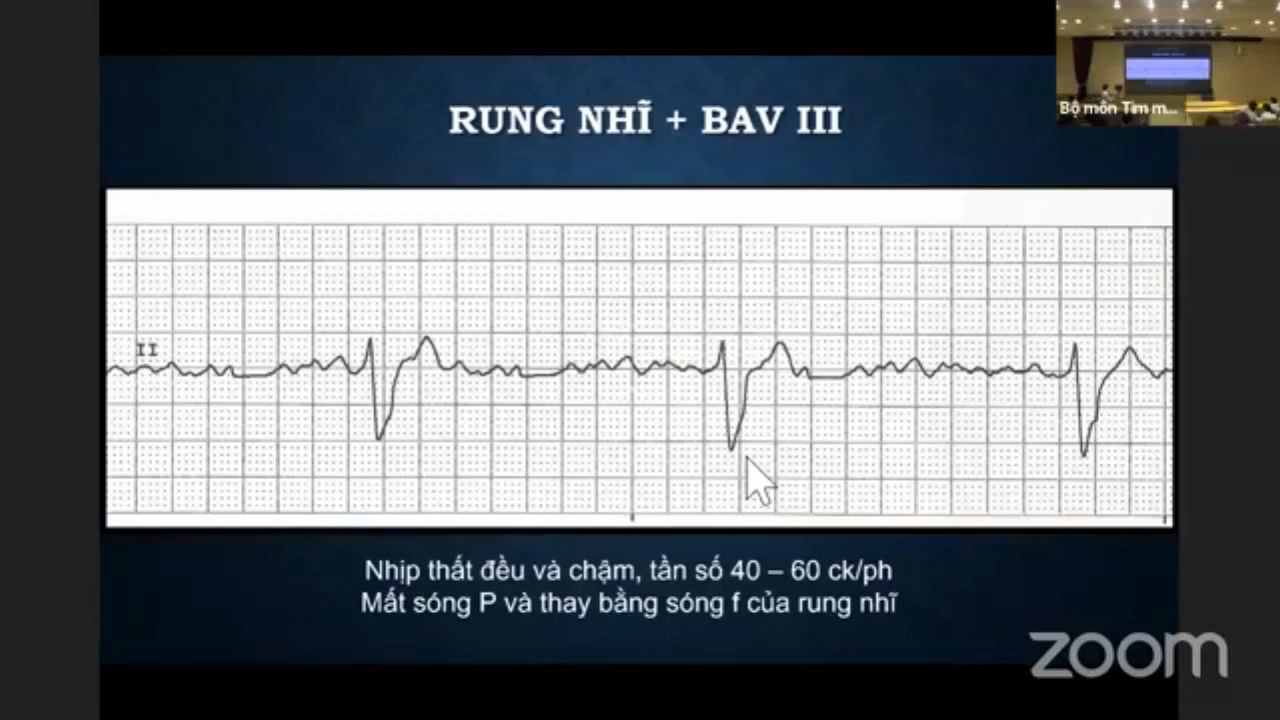 RUNG NHĨ + BAV III
Bộ môn Tim m...
II
Nhịp thất đều và chậm, tần số 40 – 60 ck/ph
Mất sóng P và thay bằng sóng f của rung nhĩ
zoom